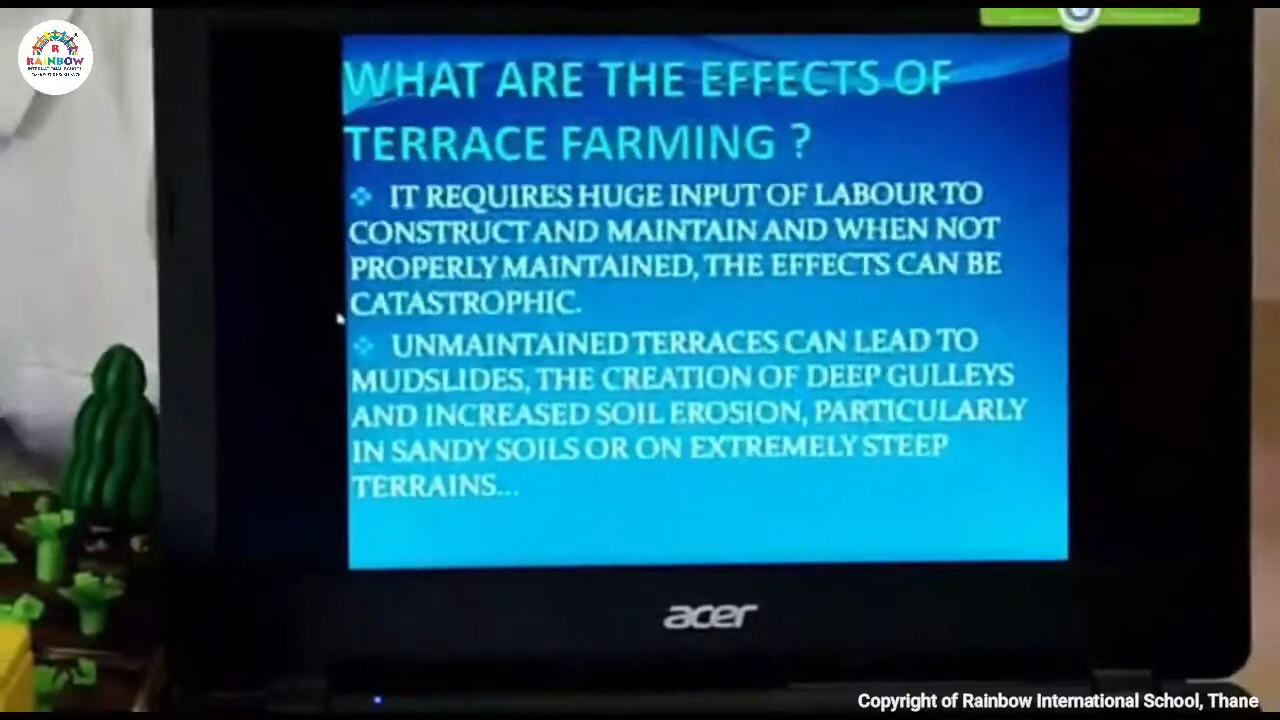 R
RAINBOW
INTERNATIONAL SCHOOL
WHAT ARE THE EFFECTS OF
TERRACE FARMING ?
IT REQUIRES HUGE INPUT OF LABOUR TO
CONSTRUCT AND MAINTAIN AND WHEN NOT
PROPERLY MAINTAINED, THE EFFECTS CAN BE
CATASTROPHIC.
UNMAINTAINED TERRACES CAN LEAD TO
MUDSLIDES, THE CREATION OF DEEP GULLEYS
AND INCREASED SOIL EROSION, PARTICULARLY
IN SANDY SOILS OR ON EXTREMELY STEEP
TERRAINS...
acer
Copyright of Rainbow International School, Thane